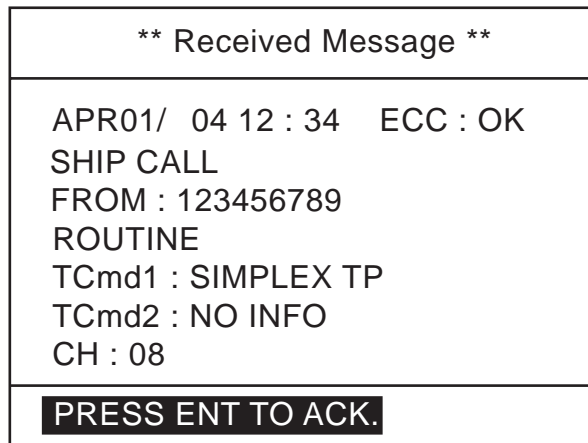 ** Received Message **
APR01/ 04 12 : 34 ECC : OK
SHIP CALL
FROM : 123456789
ROUTINE
TCmd1 : SIMPLEX TP
TCmd2 : NO INFO
CH : 08
PRESS ENT TO ACK.